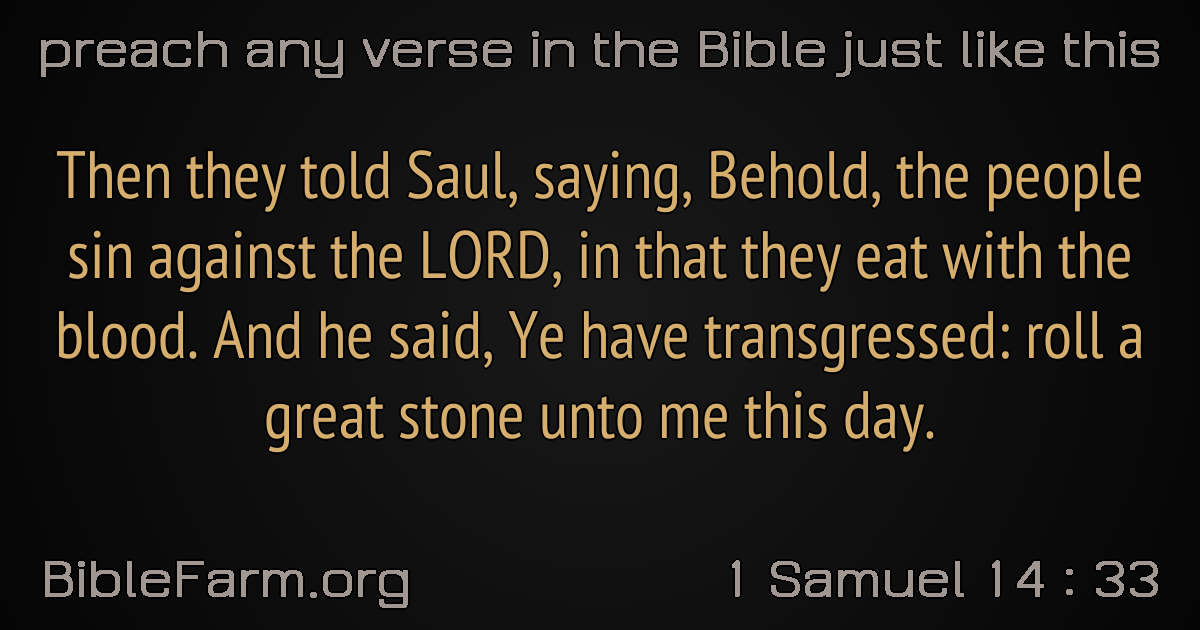 preach any verse in the Bible just like this
Then they told Saul, saying, Behold, the people
sin against the LORD, in that they eat with the
blood. And he said, Ye have transgressed: roll a
great stone unto me this day.
BibleFarm.org
1 Samuel 14 : 33